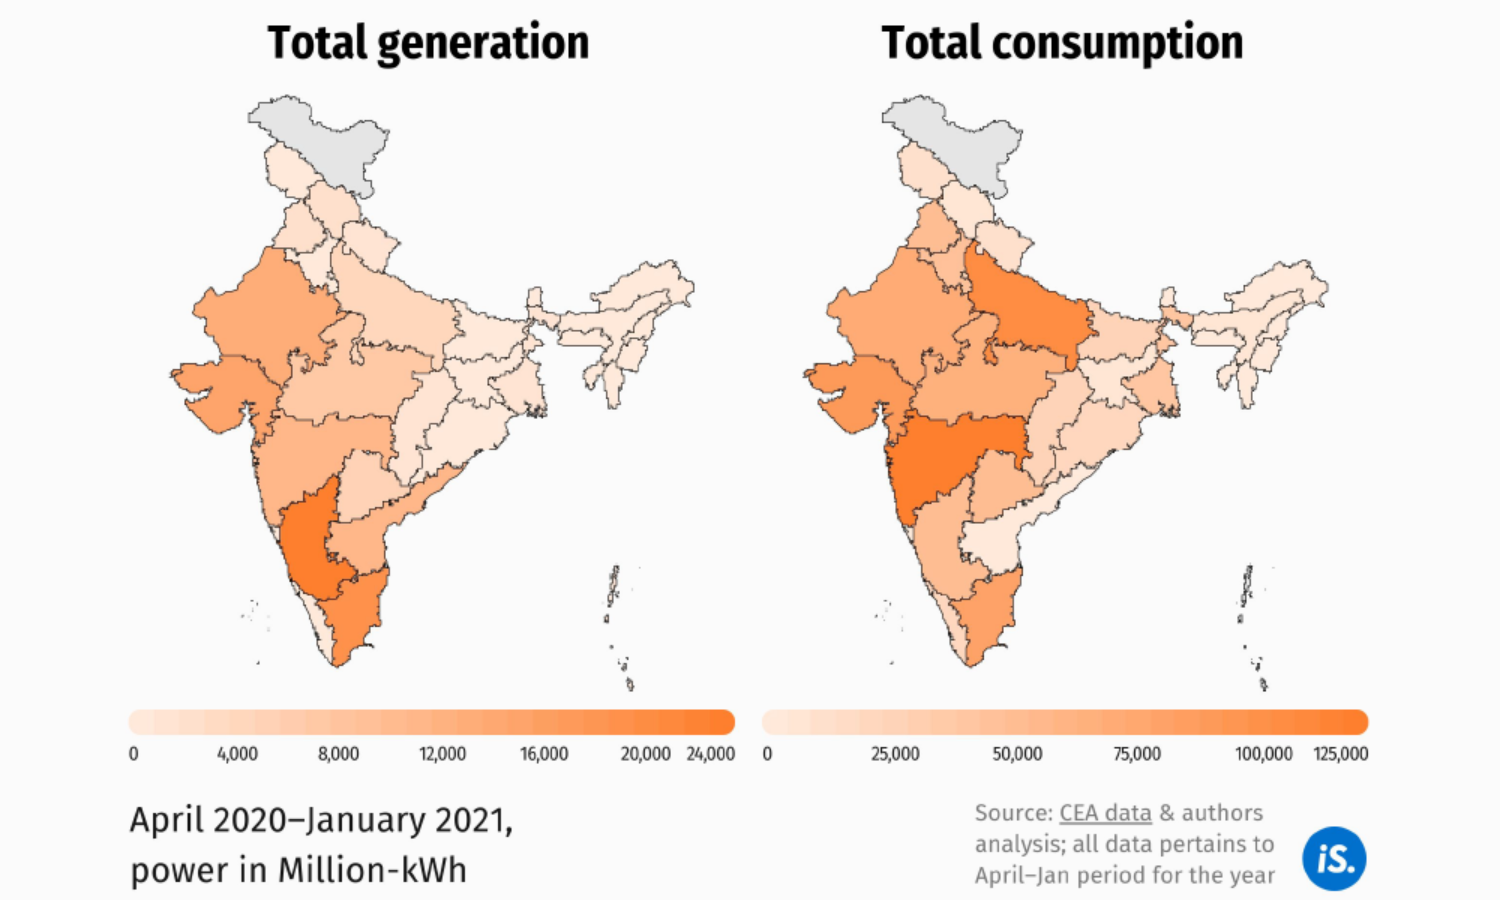 Total generation
Total consumption
0 4,000 8,000 12,000 16,000 20,000 24,000
0 25,000 50,000 75,000 100,000 125,000
April 2020–January 2021,
power in Million-kWh
Source: CEA data & authors
analysis; all data pertains to
April–Jan period for the year
iS.